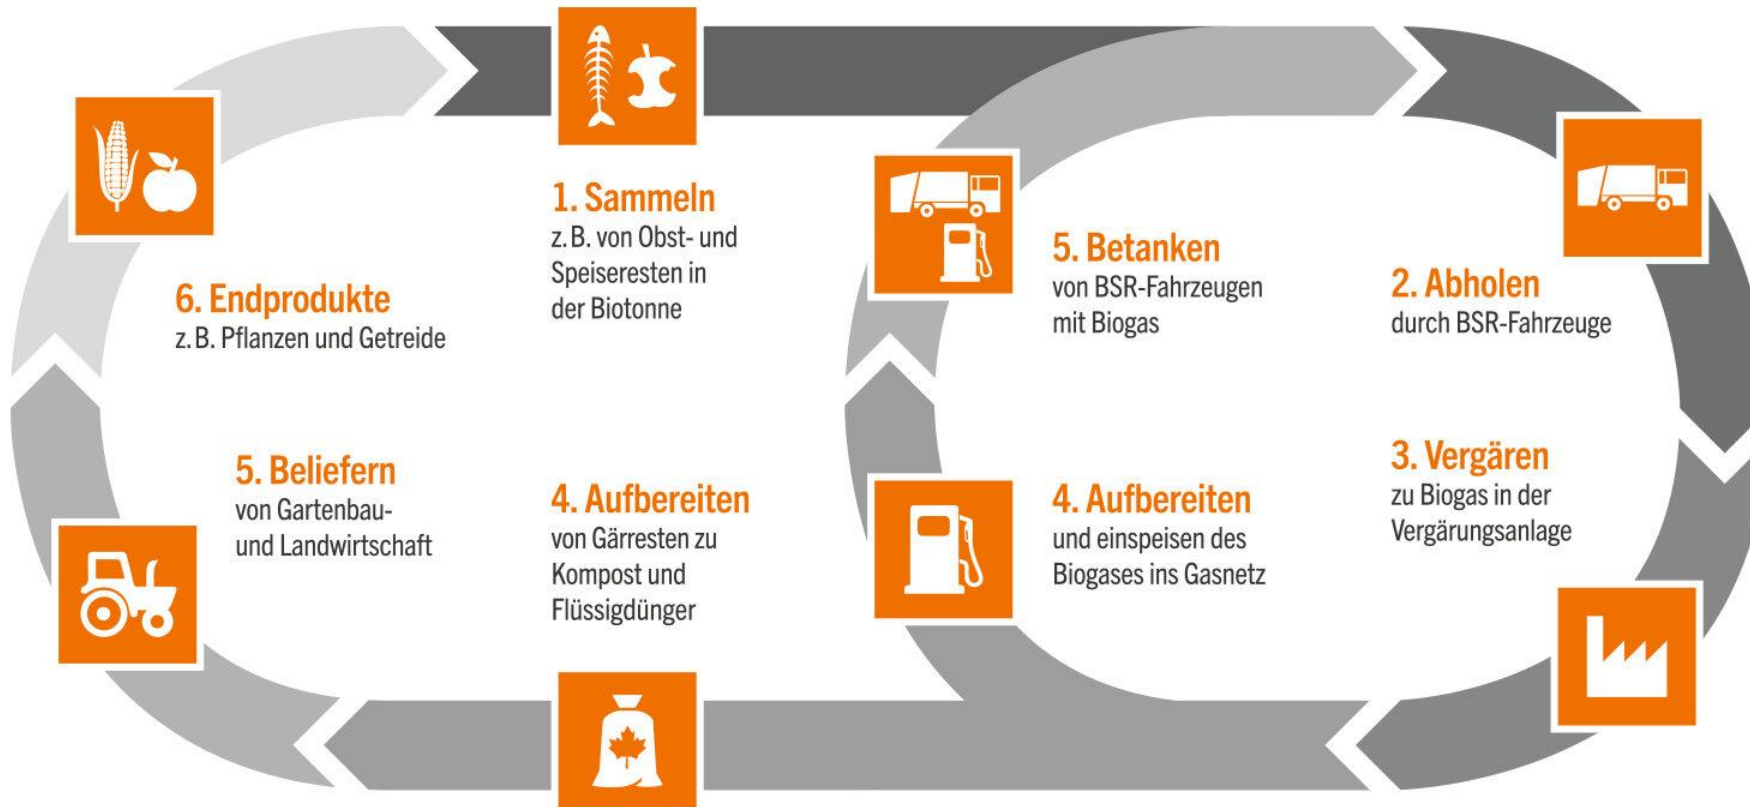 1. Sammeln
z. B. von Obst- und
Speiseresten in
der Biotonne
2. Abholen
durch BSR-Fahrzeuge
3. Vergären
zu Biogas in der
Vergärungsanlage
4. Aufbereiten
und einspeisen des
Biogases ins Gasnetz
5. Betanken
von BSR-Fahrzeugen
mit Biogas
4. Aufbereiten
von Gärresten zu
Kompost und
Flüssigdünger
5. Beliefern
von Gartenbau-
und Landwirtschaft
6. Endprodukte
z. B. Pflanzen und Getreide